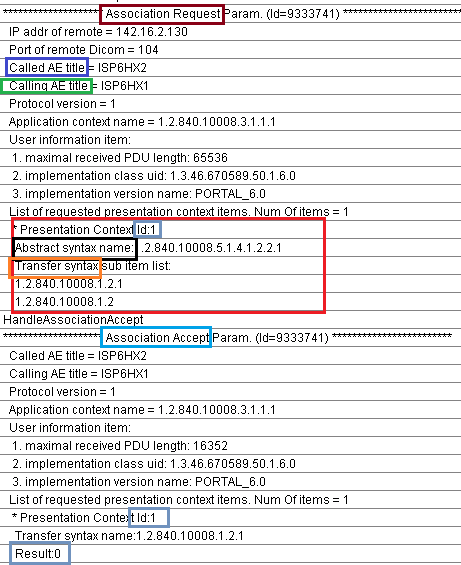 ********************** Association Request Param. (Id=9333741) **********************
IP addr of remote = 142.16.2.130
Port of remote Dicom = 104
Called AE title = ISP6HX2
Calling AE title = ISP6HX1
Protocol version = 1
Application context name = 1.2.840.10008.3.1.1.1
User information item:
1. maximal received PDU length: 65536
2. implementation class uid: 1.3.46.670589.50.1.6.0
3. implementation version name: PORTAL_6.0
List of requested presentation context items. Num Of items = 1
* Presentation Context Id:1
Abstract syntax name: .2.840.10008.5.1.4.1.2.2.1
Transfer syntax sub item list:
1.2.840.10008.1.2.1
1.2.840.10008.1.2
HandleAssociationAccept
********************** Association Accept Param. (Id=9333741) **********************
Called AE title = ISP6HX2
Calling AE title = ISP6HX1
Protocol version = 1
Application context name = 1.2.840.10008.3.1.1.1
User information item:
1. maximal received PDU length: 16352
2. implementation class uid: 1.3.46.670589.50.1.6.0
3. implementation version name: PORTAL_6.0
List of requested presentation context items. Num Of items = 1
* Presentation Context Id:1
Transfer syntax name:1.2.840.10008.1.2.1
Result:0